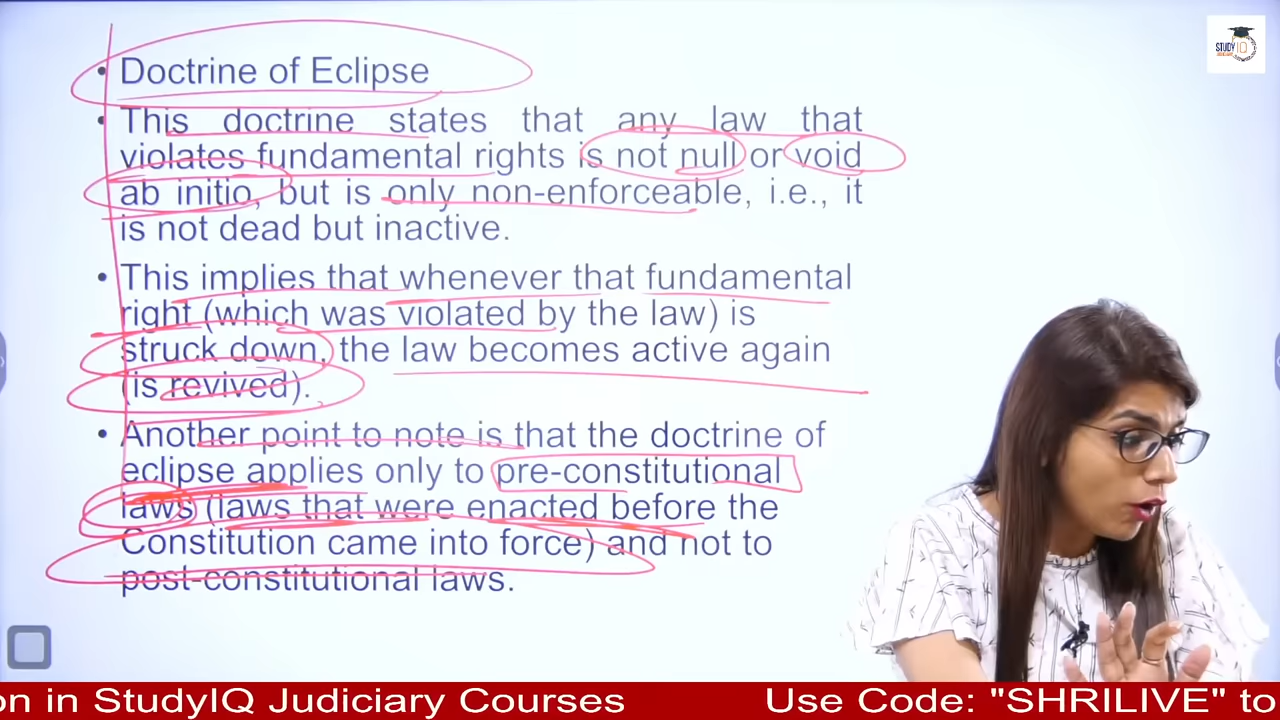 • Doctrine of Eclipse
• This doctrine states that any law that
violates fundamental rights is not null or void
ab initio, but is only non-enforceable, i.e., it
is not dead but inactive.
• This implies that whenever that fundamental
right (which was violated by the law) is
struck down, the law becomes active again
(is revived).
• Another point to note is that the doctrine of
eclipse applies only to pre-constitutional
laws (laws that were enacted before the
Constitution came into force) and not to
post-constitutional laws.
STUDY IQ
on in StudyIQ Judiciary Courses Use Code: "SHRILIVE" to